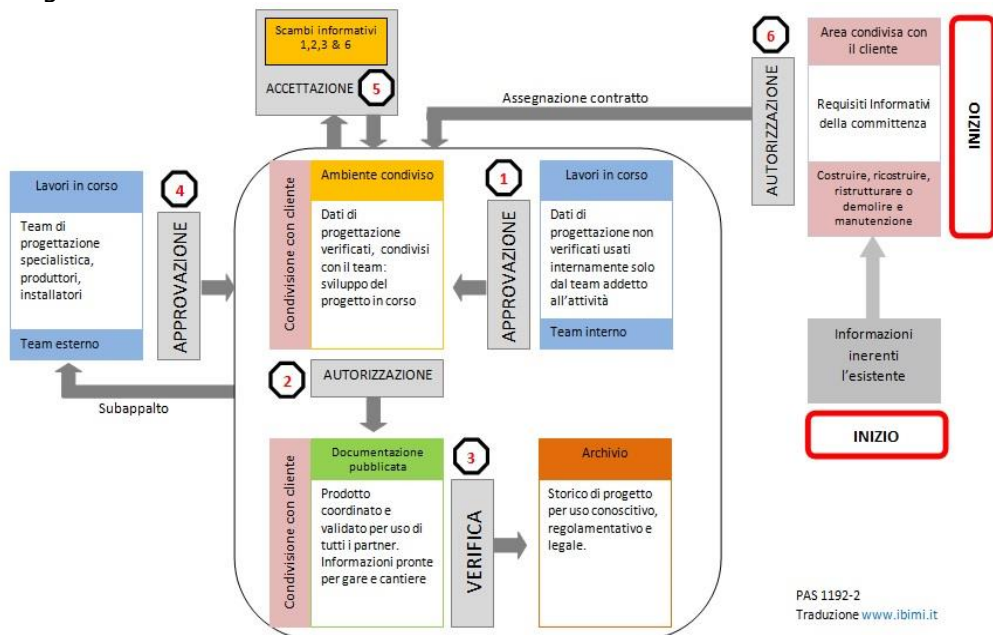 Scambi informativi
1,2,3 & 6
ACCETTAZIONE
5
Assegnazione contratto
6
AUTORIZZAZIONE
Area condivisa con
il cliente
Requisiti Informativi
della committenza
Costruire, ricostruire,
ristrutturare o
demolire e
manutenzione
INIZIO
Lavori in corso
Team di
progettazione
specialistica,
produttori,
installatori
Team esterno
4
APPROVAZIONE
Condivisione con cliente
Ambiente condiviso
Dati di
progettazione
verificati, condivisi
con il team:
sviluppo del
progetto in corso
1
APPROVAZIONE
Lavori in corso
Dati di
progettazione non
verificati usati
internamente solo
dal team addetto
all'attività
Team interno
Informazioni
inerenti
l'esistente
INIZIO
2
AUTORIZZAZIONE
Subappalto
Condivisione con cliente
Documentazione
pubblicata
Prodotto
coordinato e
validato per uso di
tutti i partner.
Informazioni pronte
per gare e cantiere
3
VERIFICA
Archivio
Storico di progetto
per uso conoscitivo,
regolamentativo e
legale.
PAS 1192-2
Traduzione www.ibimi.it